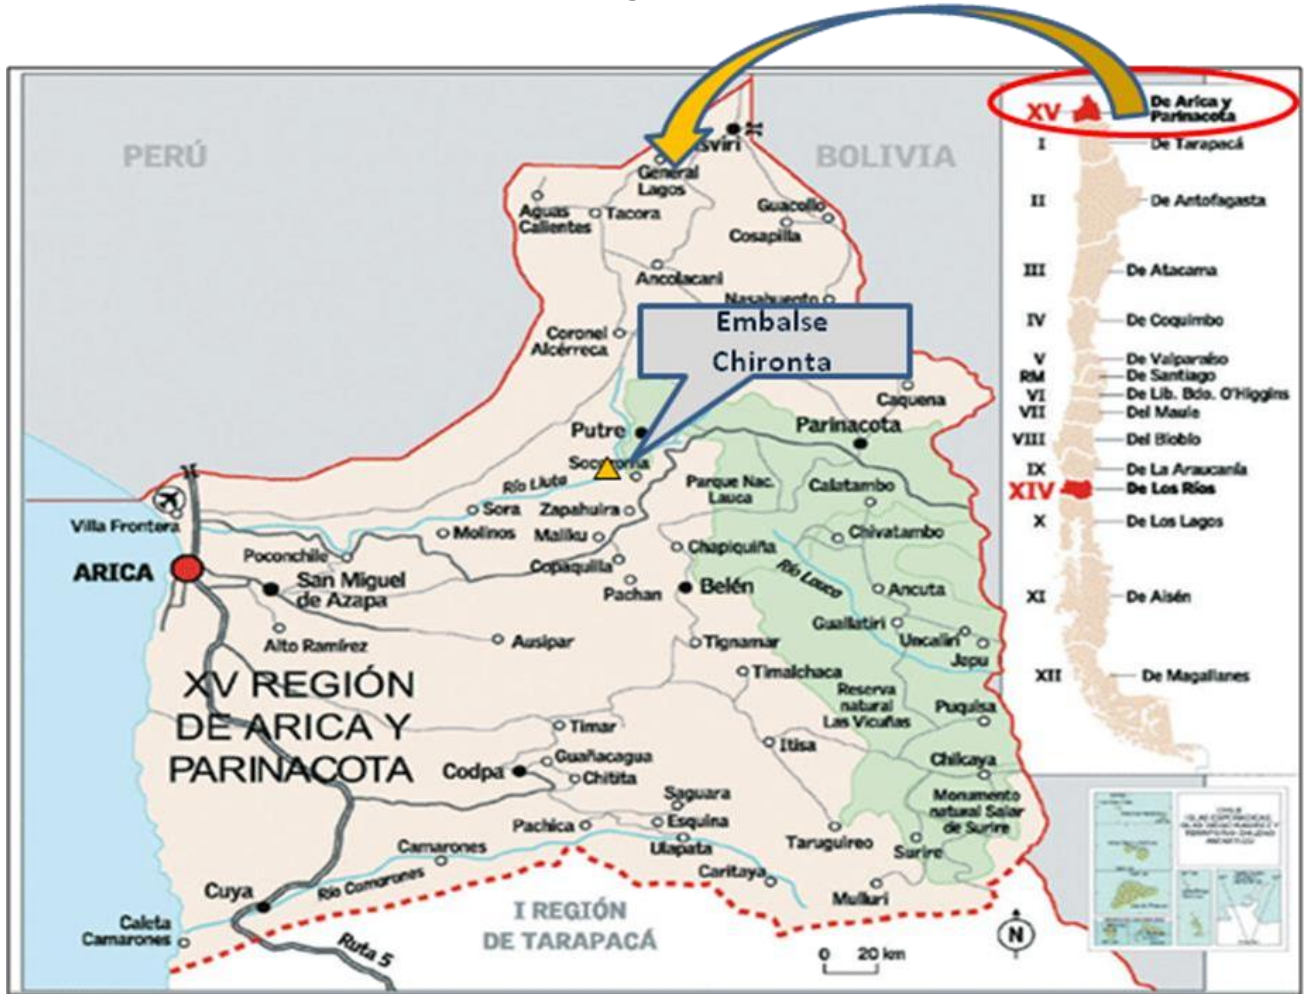 PERÚ
BOLIVIA
General
Lagos
Aguas
Calientes
Tacora
Guacollo
Cosapilla
Ancolacani
Nasahuento
Coronel
Alcérreca
Embalse
Chironta
Caquena
Putre
Parinacota
Río Lluta
Parque Nac.
Lauca
Calatambo
Sora
Zapahuira
Villa Frontera
Molinos
Maliku
Chivatambo
Chapiquiña
ARICA
Poconchile
San Miguel
de Azapa
Copaquilla
Pachan
Belén
Río Lauca
Ancuta
Guallatiri
Uncaliri
Japu
Alto Ramírez
Ausipar
Tignamar
Timalchaca
XV REGIÓN
DE ARICA Y
PARINACOTA
Reserva
natural
Las Vicuñas
Puquisa
Timar
Itisa
Guañacagua
Codpa
Chitita
Chilcaya
Saguara
Esquina
Pachica
Ulapata
Monumento
natural Salar
de Surire
Taruguireo
Surire
Camarones
Caritaya
Mulluri
Cuya
Río Camarones
Caleta
Camarones
I REGIÓN
DE TARAPACÁ
Ruta 5
0 20 km
N
XV De Arica y
Parinacota
I De Tarapacá
II De Antofagasta
III De Atacama
IV De Coquimbo
V De Valparaíso
RM De Santiago
VI De Lib. Bdo. O'Higgins
VII Del Maule
VIII Del Bíobío
IX De La Araucanía
XIV De Los Ríos
X De Los Lagos
XI De Aisén
XII De Magallanes